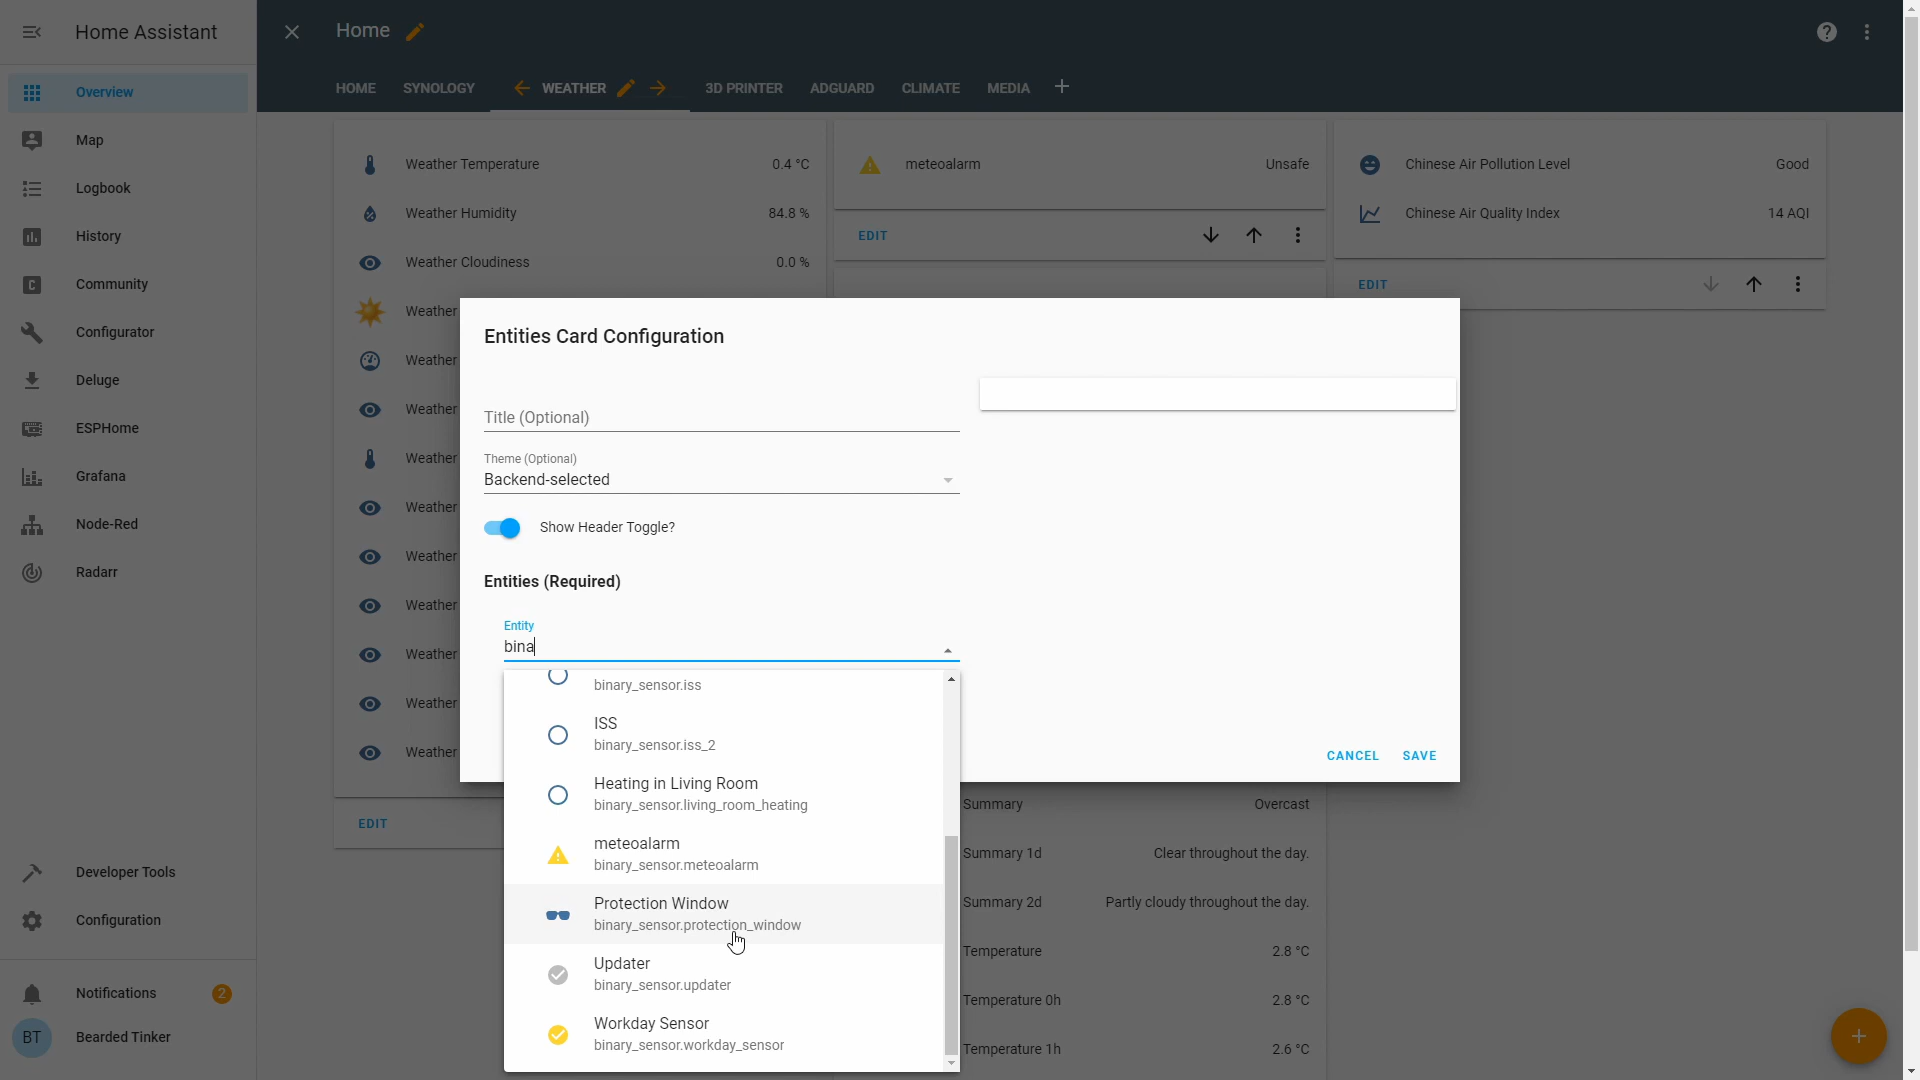 Home Assistant
Home
HOME SYNOLOGY WEATHER 3D PRINTER ADGUARD CLIMATE MEDIA
Overview
Map
Logbook
History
Community
C
Configurator
Deluge
ESPHome
Grafana
Node-Red
Radarr
Developer Tools
Configuration
Notifications 2
BT Bearded Tinker
Weather Temperature 0.4 °C
Weather Humidity 84.8 %
Weather Cloudiness 0.0 %
Weather
Weather
Weather
Weather
Weather
Weather
Weather
Weather
Weather
Weather
EDIT
meteoalarm Unsafe
EDIT
Chinese Air Pollution Level Good
Chinese Air Quality Index 14 AQI
EDIT
Entities Card Configuration
Title (Optional)
Theme (Optional)
Backend-selected
Show Header Toggle?
Entities (Required)
Entity
bina
binary_sensor.iss
ISS
binary_sensor.iss_2
Heating in Living Room
binary_sensor.living_room_heating
meteoalarm
binary_sensor.meteoalarm
Protection Window
binary_sensor.protection_window
Updater
binary_sensor.updater
Workday Sensor
binary_sensor.workday_sensor
CANCEL SAVE
Summary Overcast
Summary 1d Clear throughout the day.
Summary 2d Partly cloudy throughout the day.
Temperature 2.8 °C
Temperature 0h 2.8 °C
Temperature 1h 2.6 °C